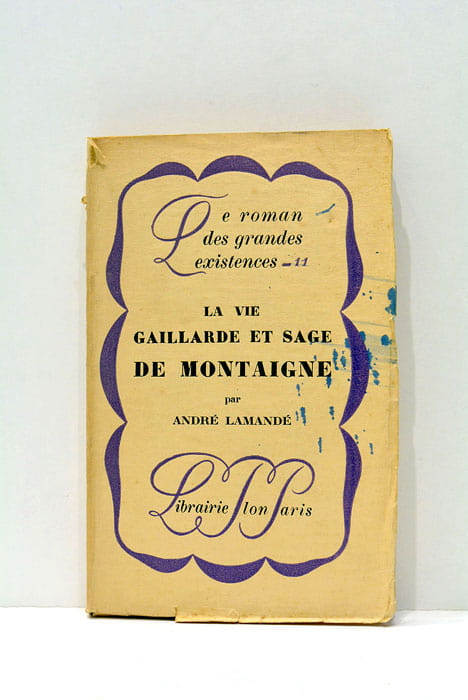 Le roman
des grandes
existences - 11
LA VIE
GAILLARDE ET SAGE
DE MONTAIGNE
par
ANDRÉ LAMANDÉ
Librairie Plon Paris